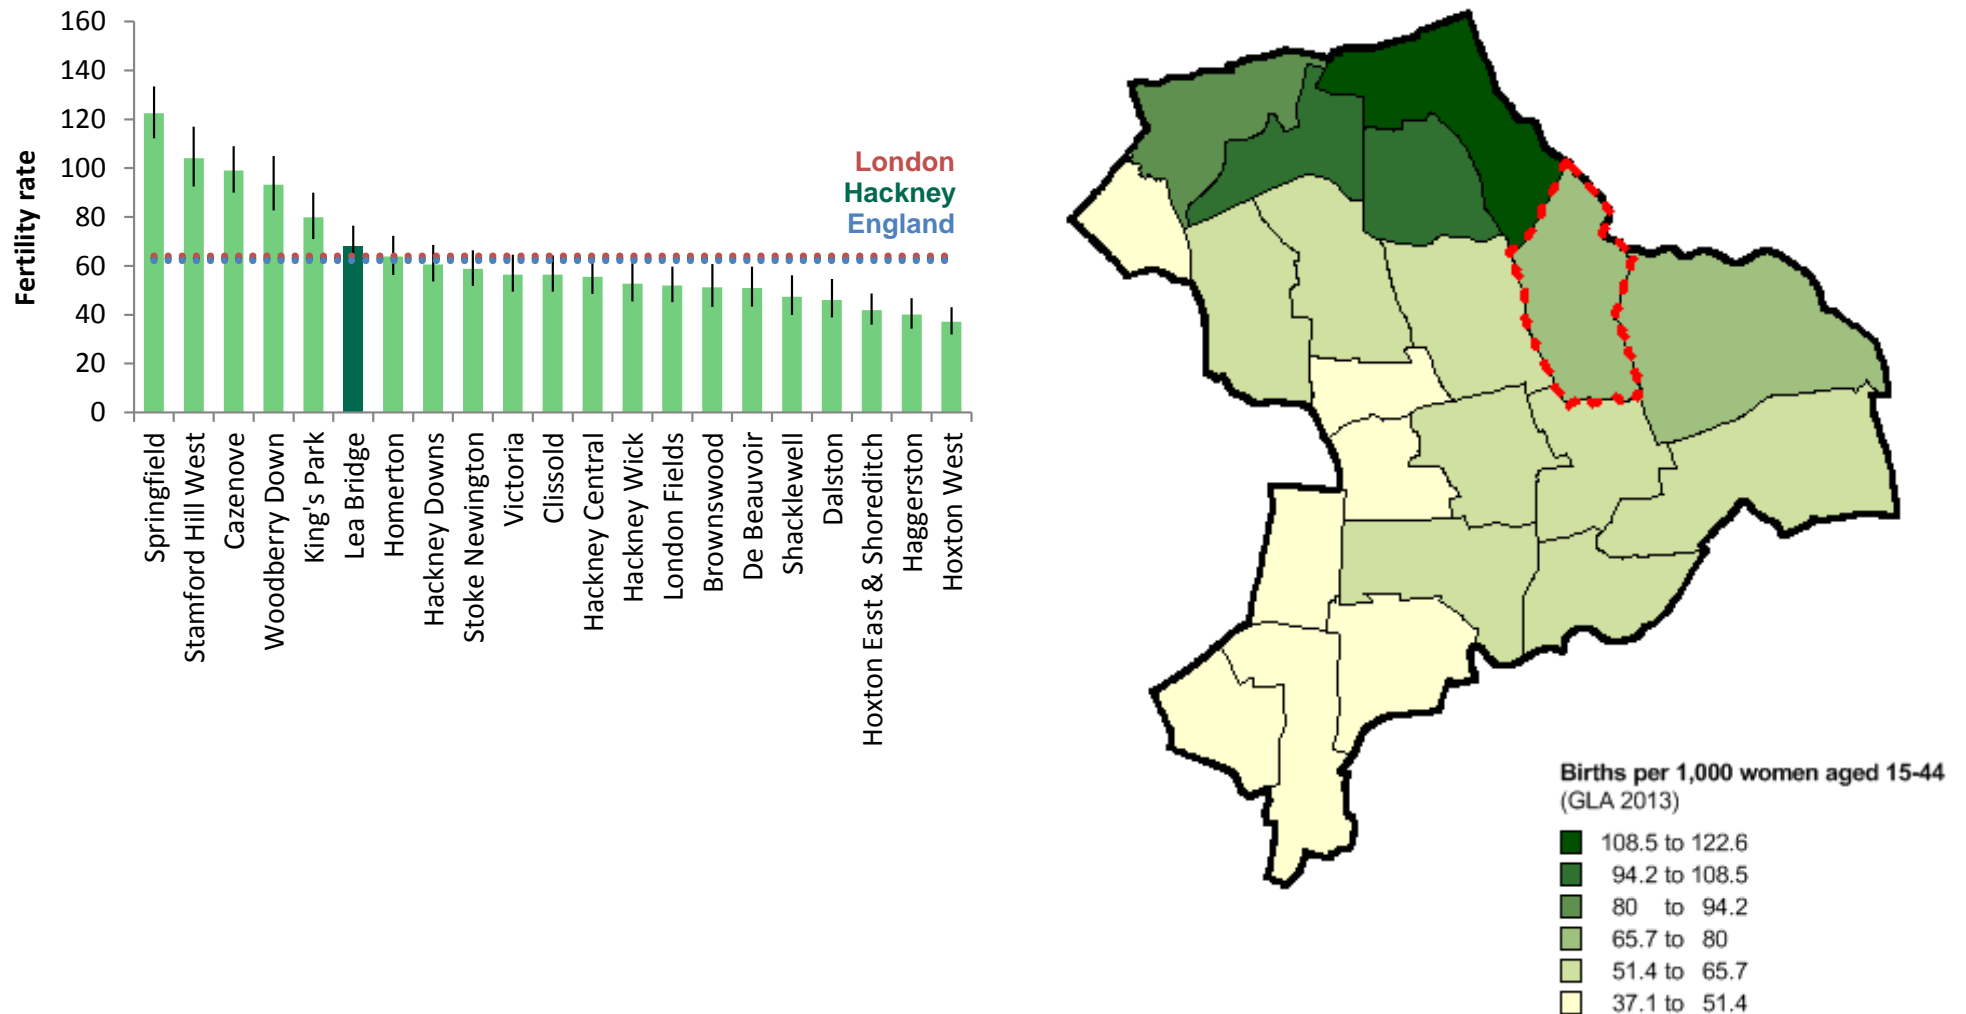 160
140
120
100
80
60
40
20
0
Fertility rate
London
Hackney
England
Springfield
Stamford Hill West
Cazenove
Woodberry Down
King's Park
Lea Bridge
Homerton
Hackney Downs
Stoke Newington
Victoria
Clissold
Hackney Central
Hackney Wick
London Fields
Brownswood
De Beauvoir
Shacklewell
Dalston
Hoxton East & Shoreditch
Haggerston
Hoxton West
Births per 1,000 women aged 15-44
(GLA 2013)
108.5 to 122.6
94.2 to 108.5
80 to 94.2
65.7 to 80
51.4 to 65.7
37.1 to 51.4